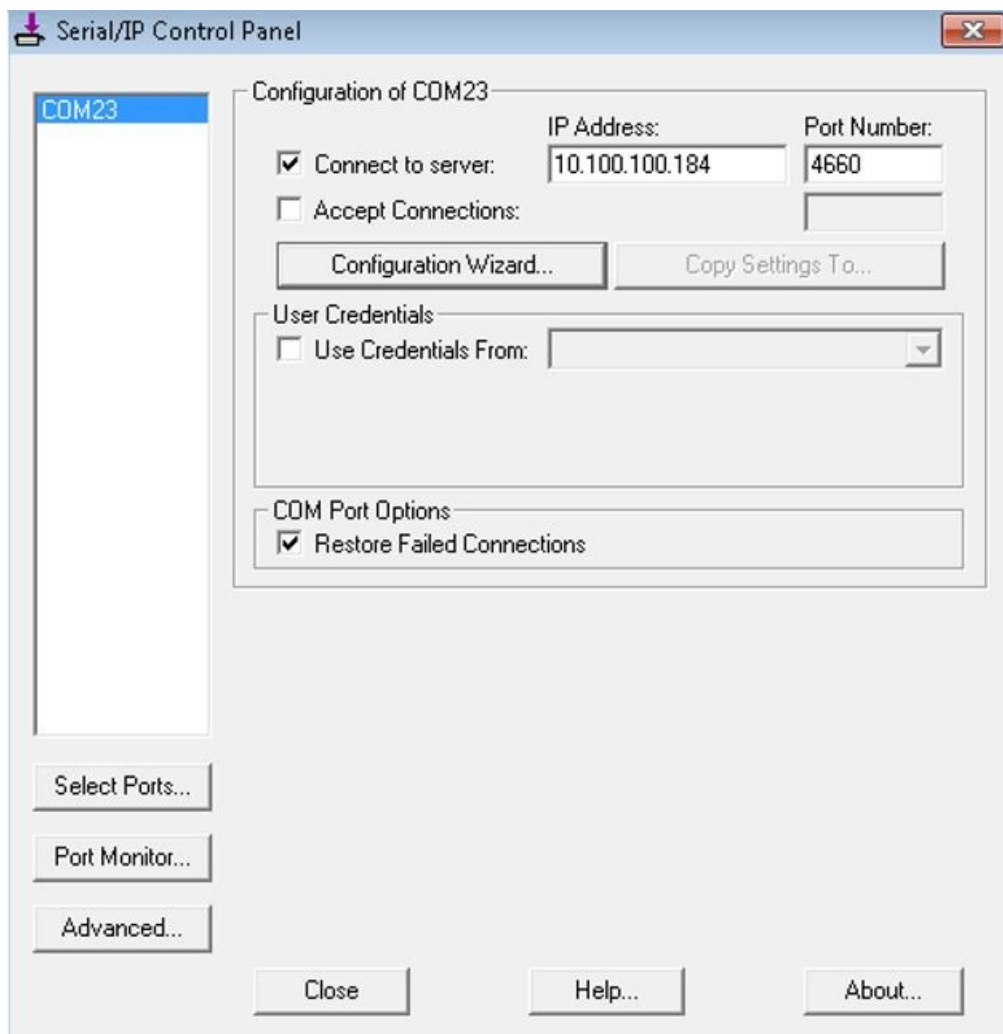 Serial/IP Control Panel
COM23
Configuration of COM23
IP Address: Port Number:
Connect to server: 10.100.100.184 4660
Accept Connections:
Configuration Wizard... Copy Settings To...
User Credentials
Use Credentials From:
COM Port Options
Restore Failed Connections
Select Ports...
Port Monitor...
Advanced...
Close Help... About...